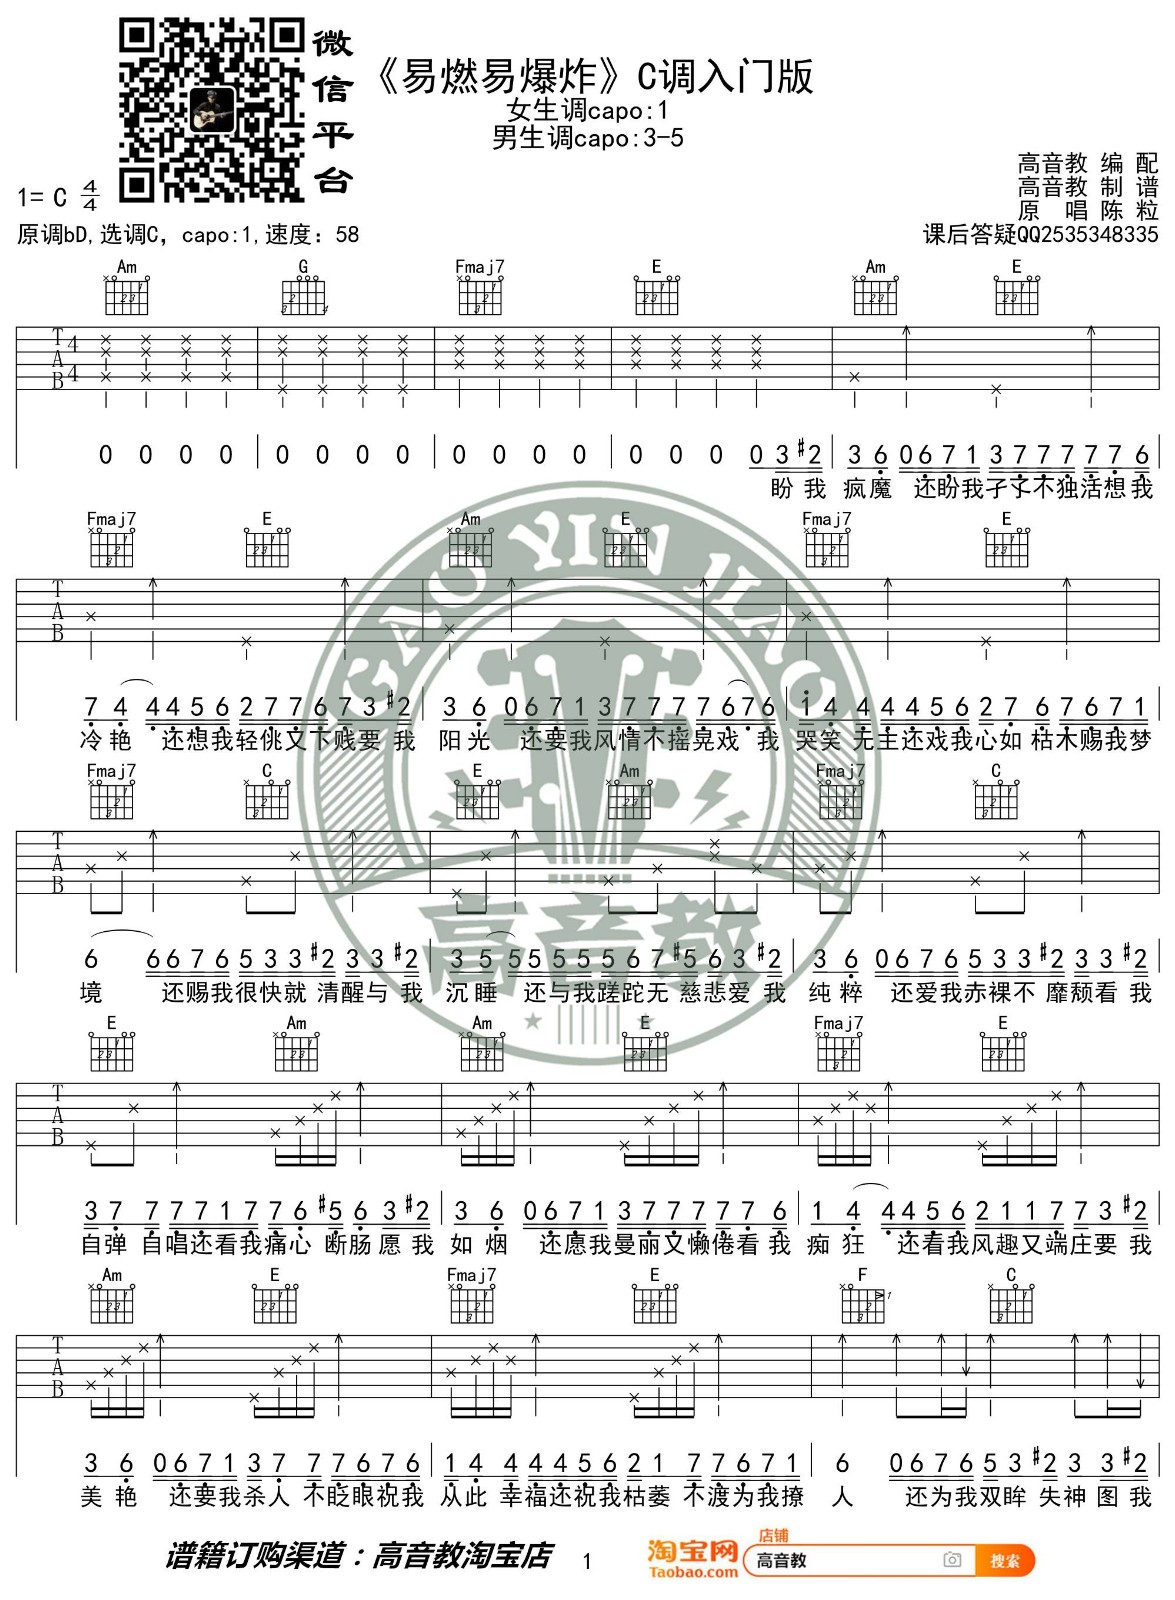 微信平台
《易燃易爆炸》C调入门版
女生调capo:1
男生调capo:3-5
高音教 编 配
高音教 制 谱
原 唱 陈 粒
1= C 4/4
原调bD,选调C, capo:1,速度：58
课后答疑QQ2535348335
Am G Fmaj7 E Am E
T A B 4 4
0 0 0 0 0 0 0 0 0 0 0 0 0 0 0 0 3 #2 3 6 0 6 7 1 3 7 7 7 7 7 6
盼 我 疯魔 还盼我孑孓不独活想我
Fmaj7 E Am E Fmaj7 E
T A B
7 4 4 4 5 6 2 7 7 6 7 3 #2 3 6 0 6 7 1 3 7 7 7 7 6 7 6 i 4 4 4 5 6 2 7 6 7 6 7 1
冷艳 还想我轻佻又下贱要 我 阳光 还要我风情不摇晃戏 我 哭笑 无主还戏我心如 枯木赐我梦
Fmaj7 C E Am Fmaj7 C
T A B
6 6 6 7 6 5 3 3 #2 3 3 #2 3 5 5 5 5 5 5 6 7 #5 6 3 #2 3 6 0 6 7 6 5 3 #2 3 3 #2
境 还赐我很快就 清醒与 我 沉睡 还与我蹉跎无 慈悲爱 我 纯粹 还爱我赤裸不 靡颓看 我
E Am Am E Fmaj7 E
T A B
3 7 7 7 7 1 7 7 6 #5 6 3 #2 3 6 0 6 7 1 3 7 7 7 7 7 6 1 4 4 4 5 6 2 1 1 7 7 3 #2
自弹 自唱还看我痛心 断肠愿 我 如烟 还愿我曼丽又懒倦看 我 痴狂 还看我风趣又端庄要 我
Am E Fmaj7 E F C
1
T A B
3 6 0 6 7 1 3 7 7 7 6 7 6 1 4 4 4 5 6 2 1 7 7 6 7 1 6 0 6 7 6 5 3 #2 3 3 #2
美艳 还要我杀人 不眨眼祝我 从此 幸福还祝我枯萎 不渡为我撩 人 还为我双眸 失神图 我
谱籍订购渠道：高音教淘宝店
1
淘宝网
Taobao.com
店铺
高音教
搜索
GAO YIN JIAO
高音教